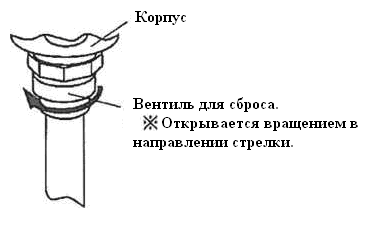 Корпус
Вентиль для сброса.
※ Открывается вращением в
направлении стрелки.